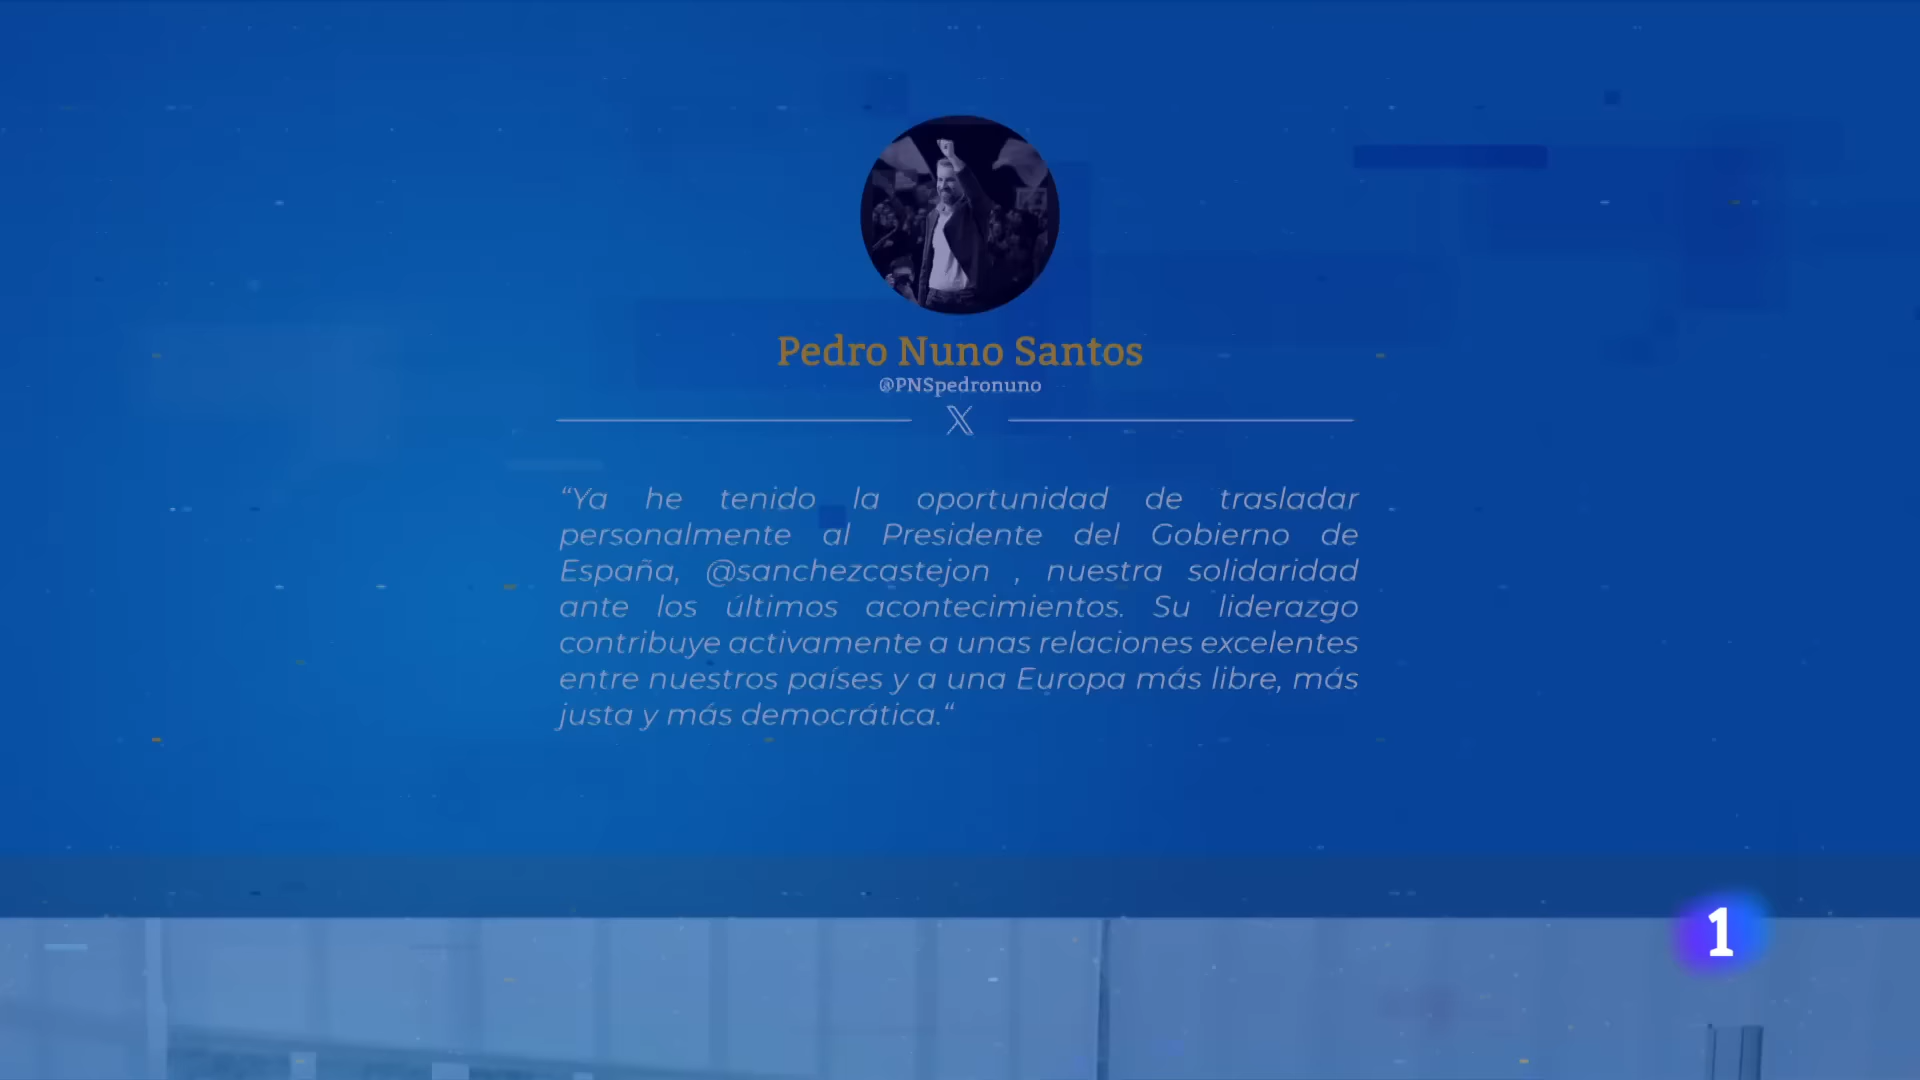 Pedro Nuno Santos
@PNSpedronuno
X
“Ya he tenido la oportunidad de trasladar
personalmente al Presidente del Gobierno de
España, @sanchezcastejon , nuestra solidaridad
ante los últimos acontecimientos. Su liderazgo
contribuye activamente a unas relaciones excelentes
entre nuestros países y a una Europa más libre, más
justa y más democrática.“
1